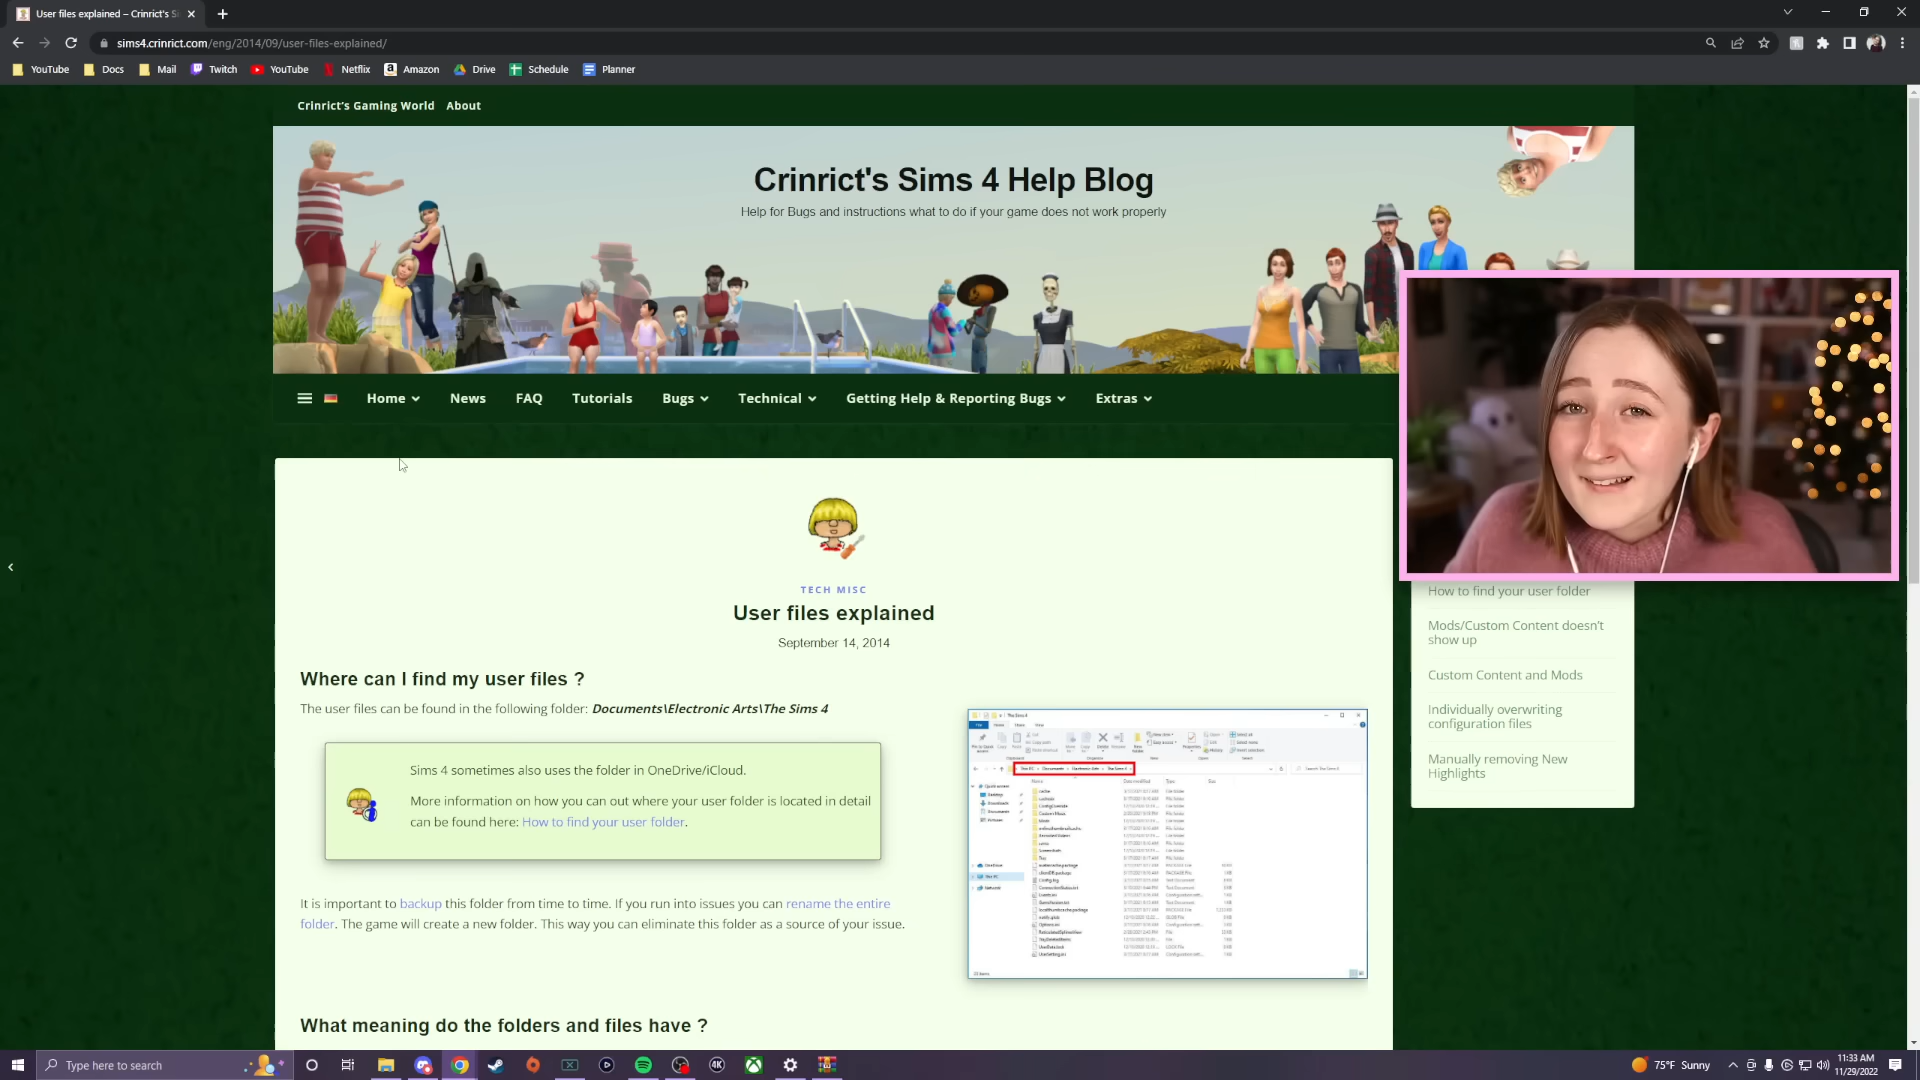 User files explained – Crinrict's S
sims4.crinrict.com/eng/2014/09/user-files-explained/
YouTube Docs Mail Twitch YouTube Netflix Amazon Drive Schedule Planner
Crinrict's Gaming World About
Crinrict's Sims 4 Help Blog
Help for Bugs and instructions what to do if your game does not work properly
Home News FAQ Tutorials Bugs Technical Getting Help & Reporting Bugs Extras
TECH MISC
User files explained
September 14, 2014
Where can I find my user files ?
The user files can be found in the following folder: Documents\Electronic Arts\The Sims 4
Sims 4 sometimes also uses the folder in OneDrive/iCloud.
More information on how you can out where your user folder is located in detail
can be found here: How to find your user folder.
It is important to backup this folder from time to time. If you run into issues you can rename the entire
folder. The game will create a new folder. This way you can eliminate this folder as a source of your issue.
What meaning do the folders and files have ?
How to find your user folder
Mods/Custom Content doesn't
show up
Custom Content and Mods
Individually overwriting
configuration files
Manually removing New
Highlights
Type here to search
75°F Sunny
11:33 AM
11/29/2022